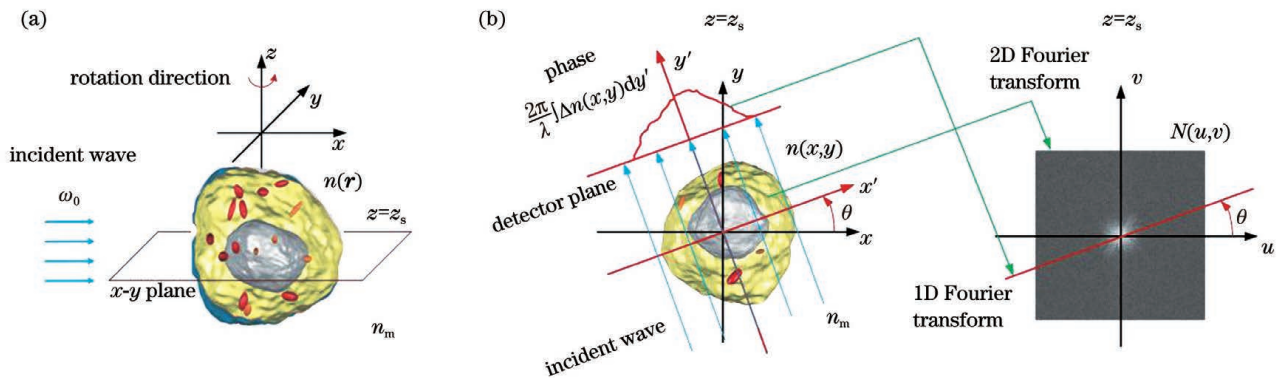 (a)
z
rotation direction
y
x
incident wave
n(r)
ω₀
z=zₛ
x-y plane
nₘ
(b)
z=zₛ
phase
2π/λ ∫Δn(x,y)dy′
y′
y
n(x,y)
detector plane
x′
θ
x
incident wave
nₘ
z=zₛ
2D Fourier
transform
v
N(u,v)
θ
u
1D Fourier
transform